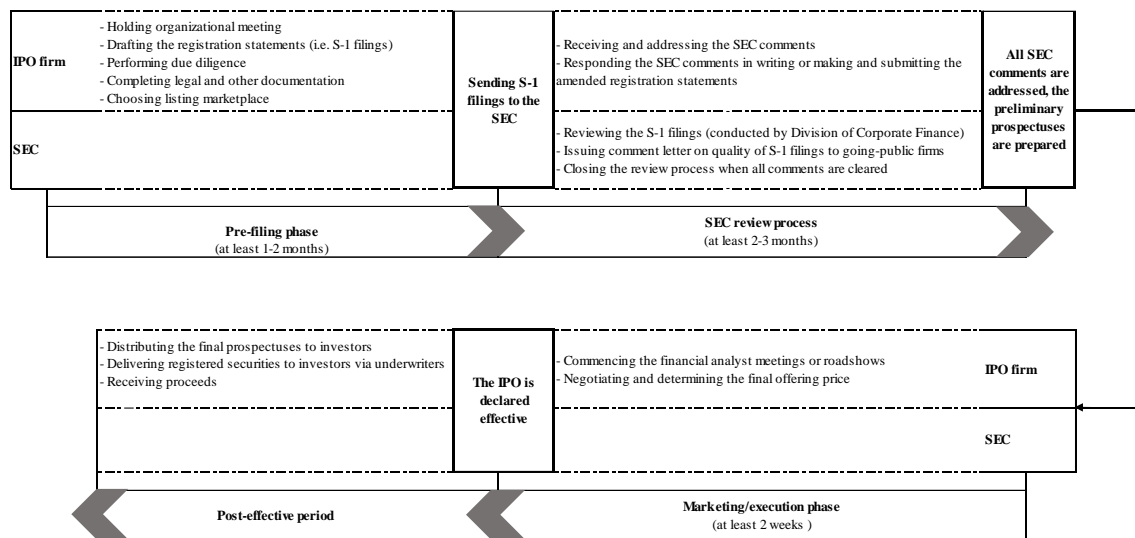 IPO firm
- Holding organizational meeting
- Drafting the registration statements (i.e. S-1 filings)
- Performing due diligence
- Completing legal and other documentation
- Choosing listing marketplace
Sending S-1
filings to the
SEC
- Receiving and addressing the SEC comments
- Responding the SEC comments in writing or making and submitting the
amended registration statements
All SEC
comments are
addressed, the
preliminary
prospectuses
are prepared
SEC
- Reviewing the S-1 filings (conducted by Division of Corporate Finance)
- Issuing comment letter on quality of S-1 filings to going-public firms
- Closing the review process when all comments are cleared
Pre-filing phase
(at least 1-2 months)
SEC review process
(at least 2-3 months)
- Distributing the final prospectuses to investors
- Delivering registered securities to investors via underwriters
- Receiving proceeds
The IPO is
declared
effective
- Commencing the financial analyst meetings or roadshows
- Negotiating and determining the final offering price
IPO firm
SEC
Post-effective period
Marketing/execution phase
(at least 2 weeks )